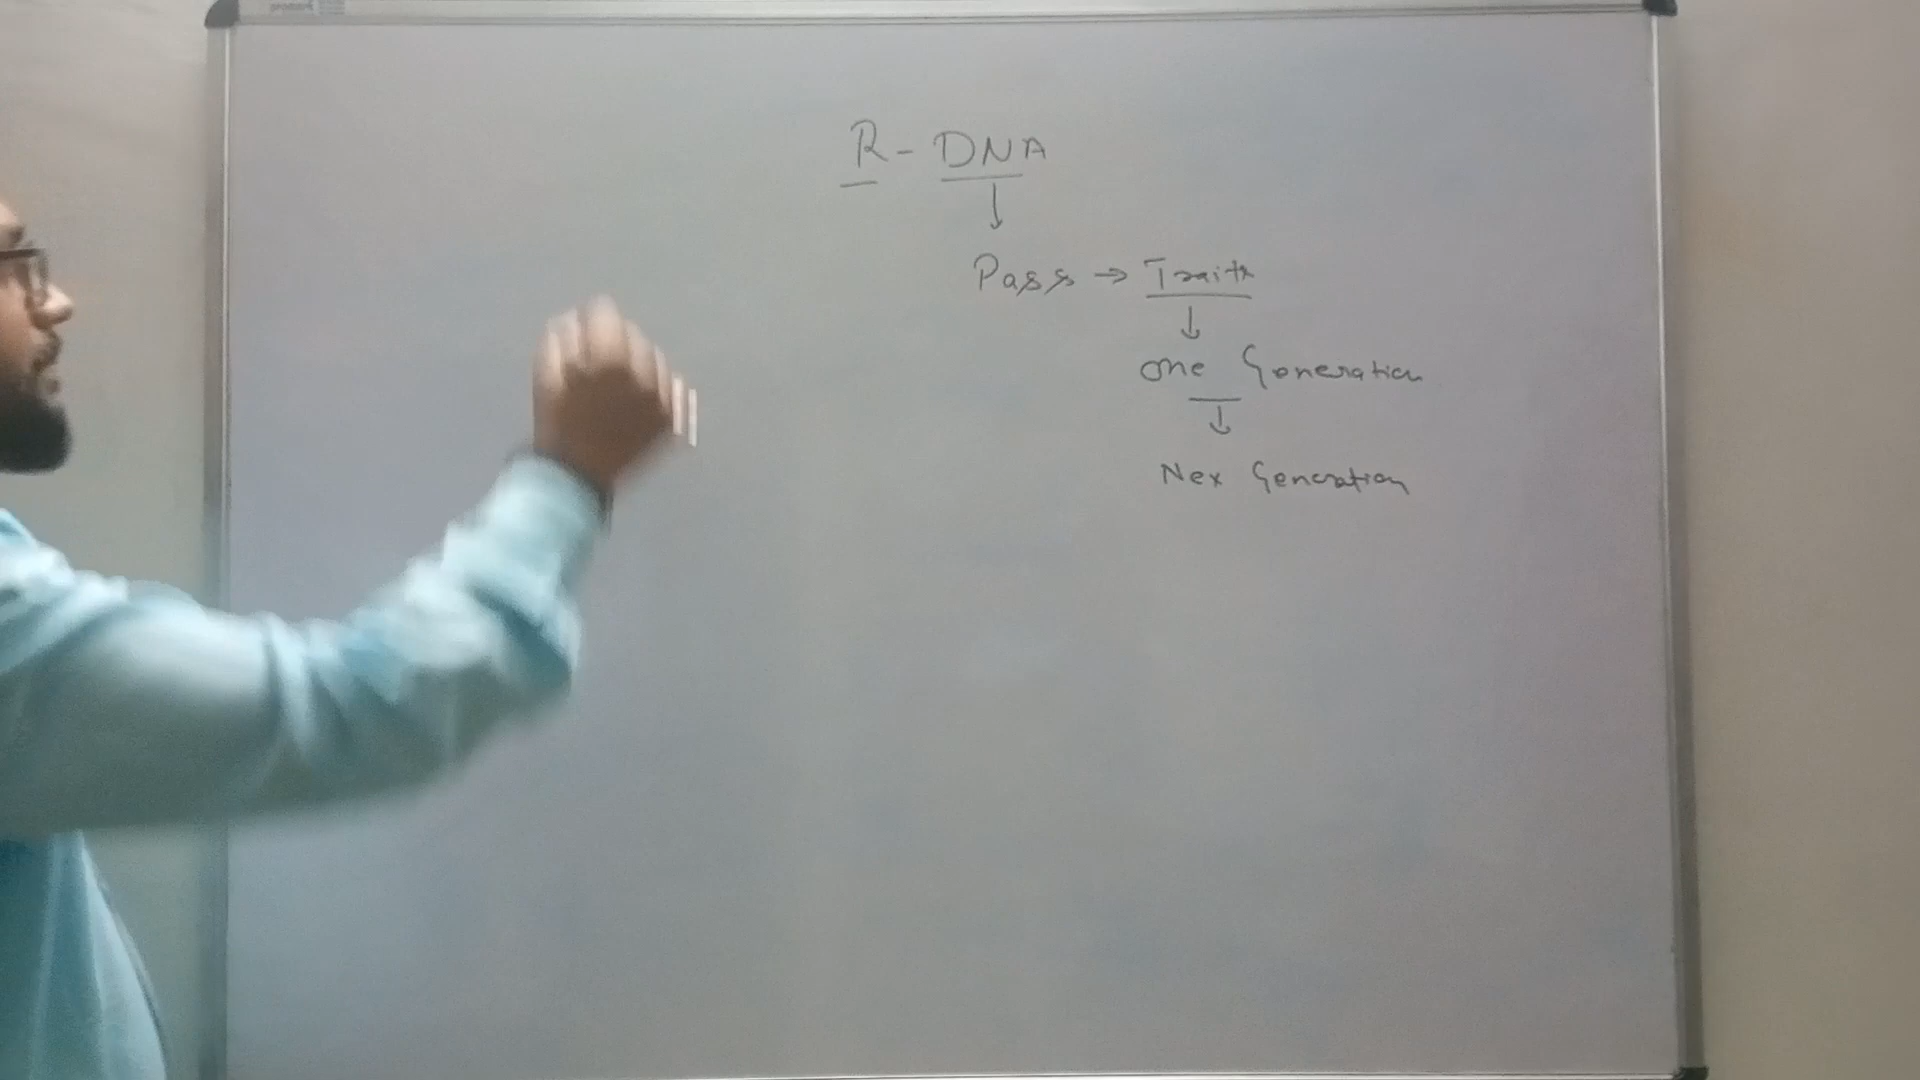 R - DNA
↓
Pass → Traits
↓
One Generation
↓
Nex Generation